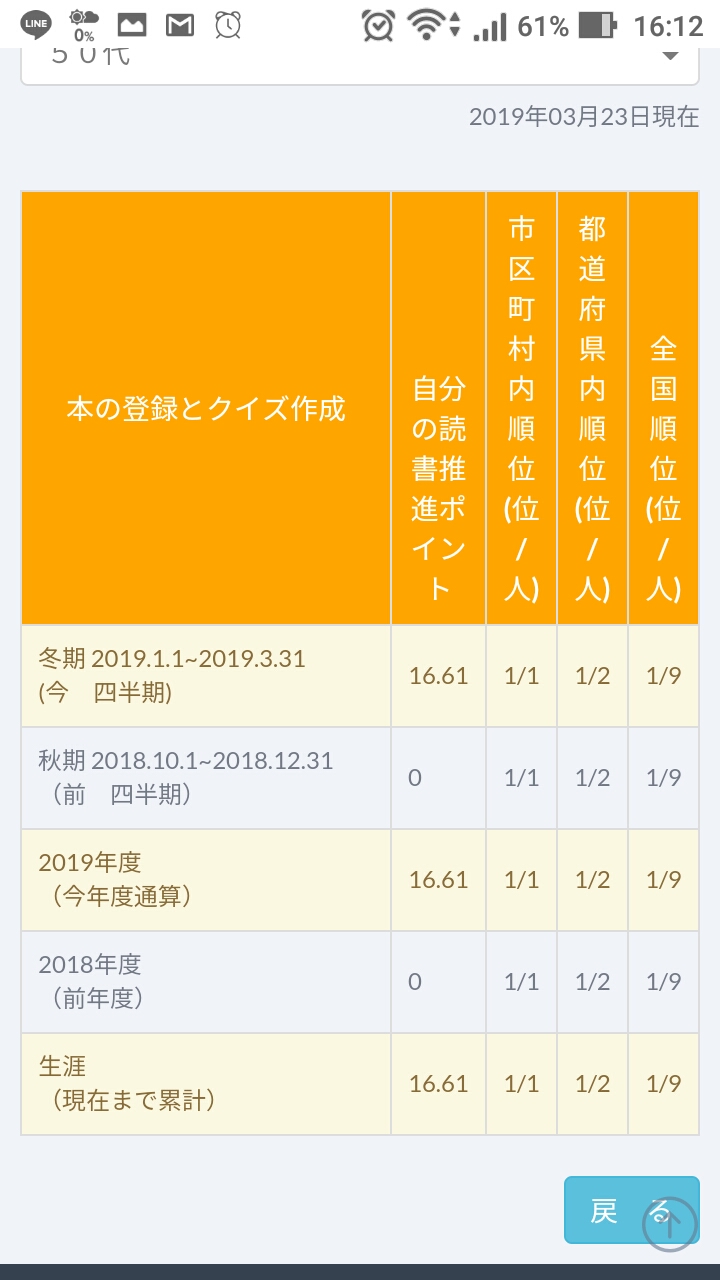 LINE
0%
61%
16:12
５０代
2019年03月23日現在
本の登録とクイズ作成
自分
の読
書推
進ポ
イン
ト
市
区
町
村
内
順
位
(位
/
人)
都
道
府
県
内
順
位
(位
/
人)
全
国
順
位
(位
/
人)
冬期 2019.1.1~2019.3.31
(今　四半期)
16.61
1/1
1/2
1/9
秋期 2018.10.1~2018.12.31
（前　四半期）
0
1/1
1/2
1/9
2019年度
（今年度通算）
16.61
1/1
1/2
1/9
2018年度
（前年度）
0
1/1
1/2
1/9
生涯
（現在まで累計）
16.61
1/1
1/2
1/9
戻　る